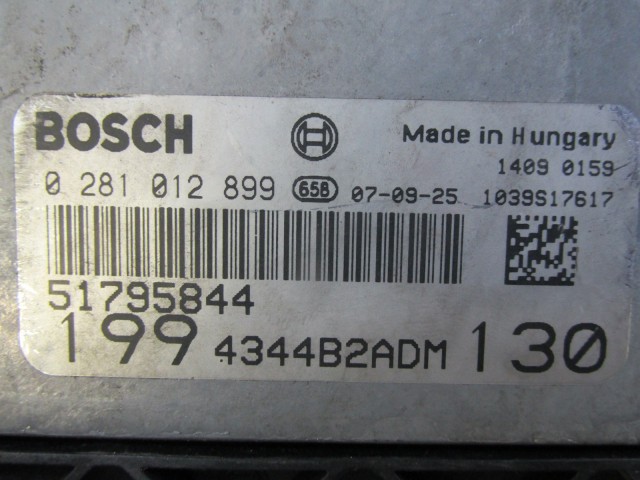 BOSCH Made in Hungary
1409 0159
0 281 012 899 658 07-09-25 1039S17617
51795844
199 4344B2ADM 130